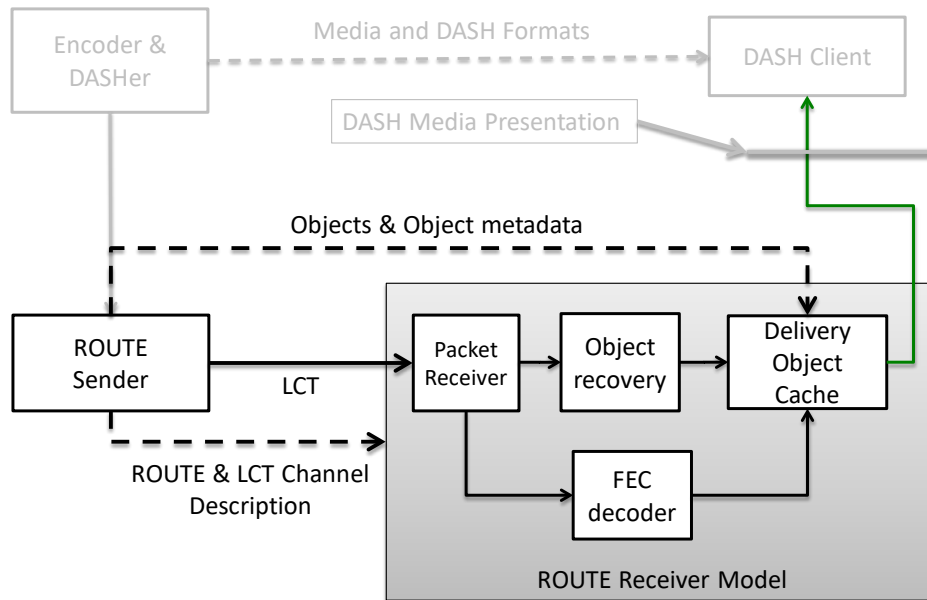 Encoder &
DASHer
Media and DASH Formats
DASH Client
DASH Media Presentation
Objects & Object metadata
ROUTE
Sender
LCT
Packet
Receiver
Object
recovery
Delivery
Object
Cache
ROUTE & LCT Channel
Description
FEC
decoder
ROUTE Receiver Model